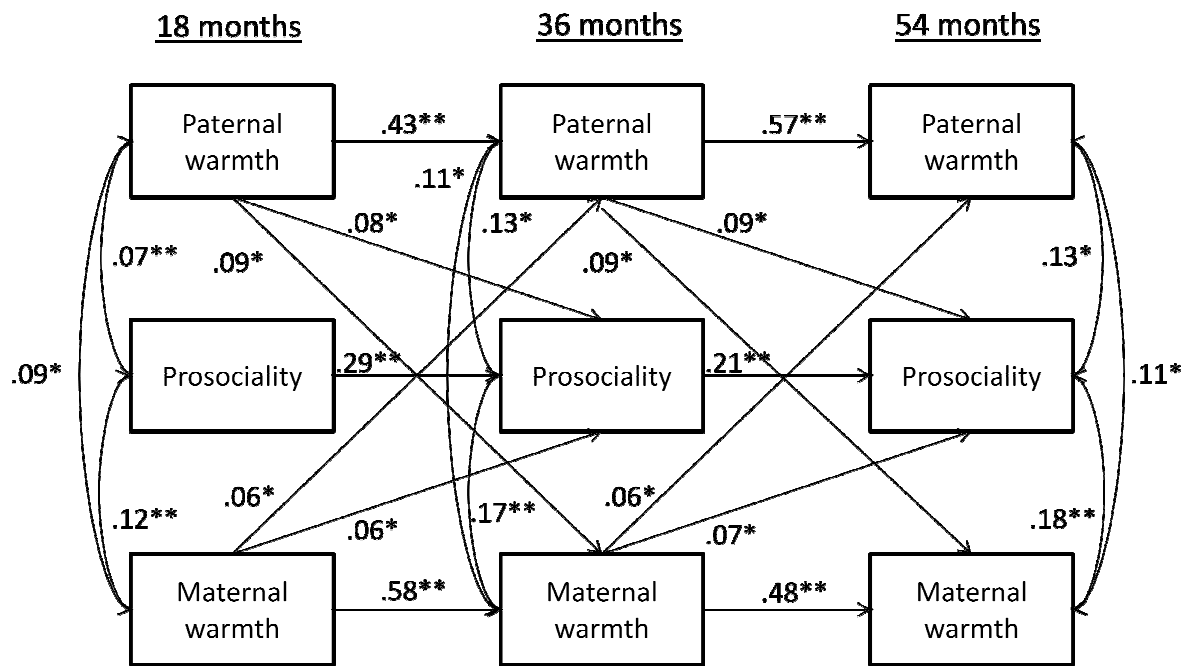 18 months 36 months 54 months
Paternal warmth .43** Paternal warmth .57** Paternal warmth
.11*
.08* .13* .09*
.07** .09* .09* .13*
.09* Prosociality .29** Prosociality .21** Prosociality .11*
.06* .06*
.12** .06* .17** .07* .18**
Maternal warmth .58** Maternal warmth .48** Maternal warmth